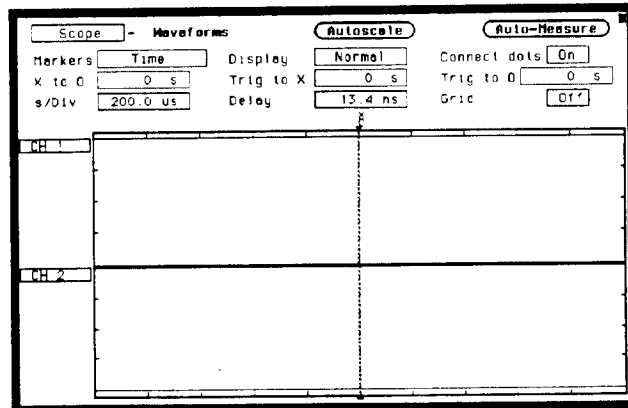 Scope - Waveforms Autoscale Auto-Measure
Markers Time Display Normal Connect dots On
X to O 0 s Trig to X 0 s Trig to O 0 s
s/Div 200.0 us Delay 13.4 ns Grid Off
CH 1
CH 2